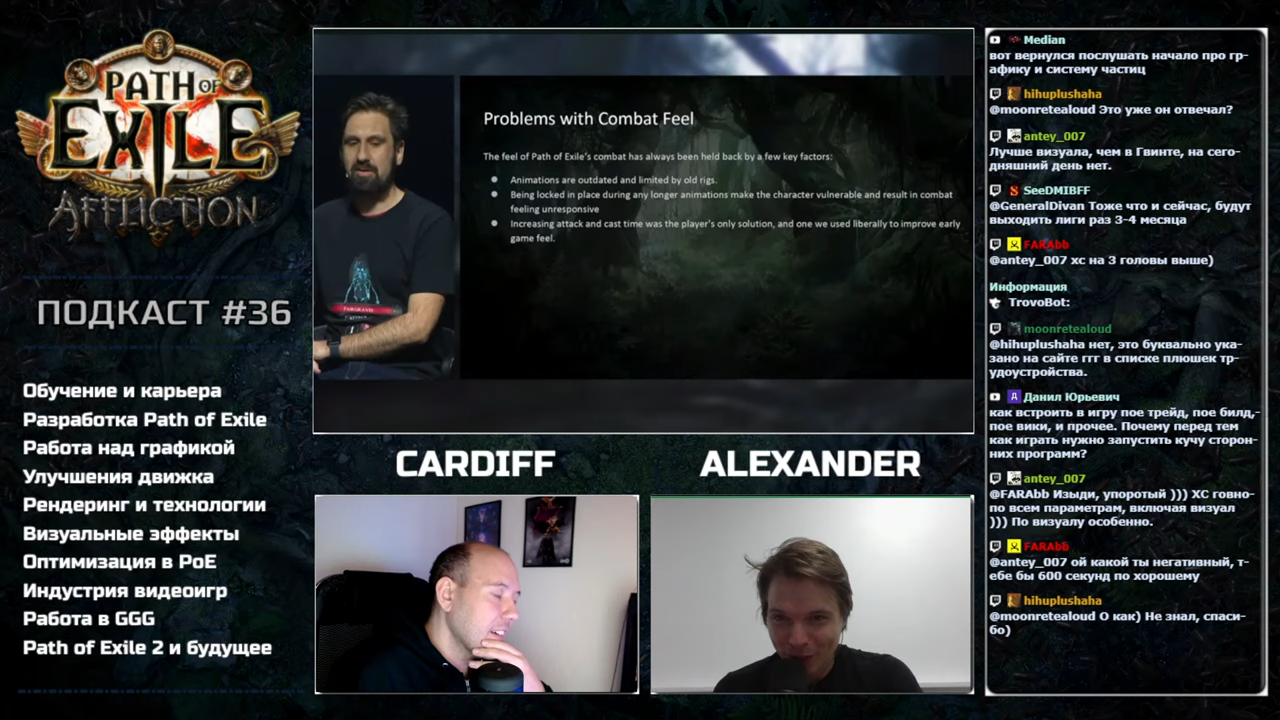 PATH OF
EXILE
AFFLICTION
ПОДКАСТ #36
Обучение и карьера
Разработка Path of Exile
Работа над графикой
Улучшения движка
Рендеринг и технологии
Визуальные эффекты
Оптимизация в PoE
Индустрия видеоигр
Работа в GGG
Path of Exile 2 и будущее
Problems with Combat Feel
The feel of Path of Exile's combat has always been held back by a few key factors:
Animations are outdated and limited by old rigs.
Being locked in place during any longer animations make the character vulnerable and result in combat
feeling unresponsive
Increasing attack and cast time was the player's only solution, and one we used liberally to improve early
game feel.
CARDIFF
ALEXANDER
Median
вот вернулся послушать начало про гр-
афику и систему частиц
hihuplushaha
@moonretealoud Это уже он отвечал?
antey_007
Лучше визуала, чем в Гвинте, на сего-
дняшний день нет.
SeeDMIBFF
@GeneralDivan Тоже что и сейчас, будут
выходить лиги раз 3-4 месяца
FARAbb
@antey_007 хс на 3 головы выше)
Информация
TrovoBot:
moonretealoud
@hihuplushaha нет, это буквально ука-
зано на сайте ггг в списке плюшек тр-
удоустройства.
Д Данил Юрьевич
как встроить в игру пое трейд, пое билд,-
пое вики, и прочее. Почему перед тем
как играть нужно запустить кучу сторон-
них программ?
antey_007
@FARAbb Изыди, упоротый ))) ХС говно-
по всем параметрам, включая визуал
))) По визуалу особенно.
FARAbb
@antey_007 ой какой ты негативный, т-
ебе бы 600 секунд по хорошему
hihuplushaha
@moonretealoud О как) Не знал, спаси-
бо)